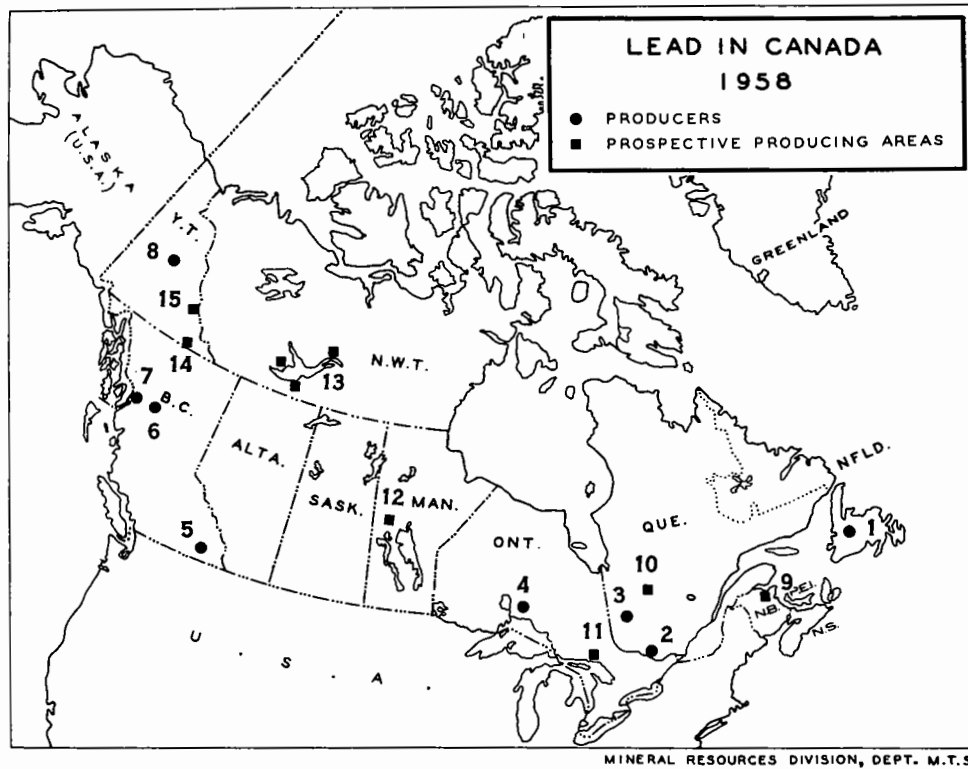 LEAD IN CANADA
1958
PRODUCERS
PROSPECTIVE PRODUCING AREAS
ALASKA
(U.S.A.)
Y.T.
8
15
14
7
B.C.
6
5
N.W.T.
13
GREENLAND
ALTA.
SASK.
12
MAN.
ONT.
QUE.
NFLD.
1
10
3
4
2
11
9
P.E.I.
N.B.
N.S.
U. S. A.
MINERAL RESOURCES DIVISION, DEPT. M.T.S